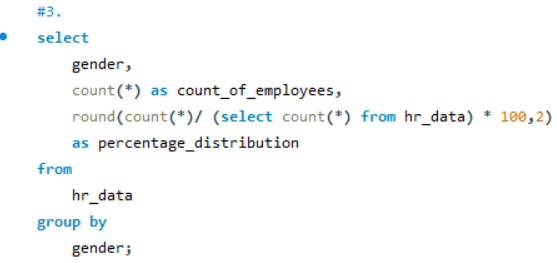 #3.
select
gender,
count(*) as count_of_employees,
round(count(*)/ (select count(*) from hr_data) * 100,2)
as percentage_distribution
from
hr_data
group by
gender;